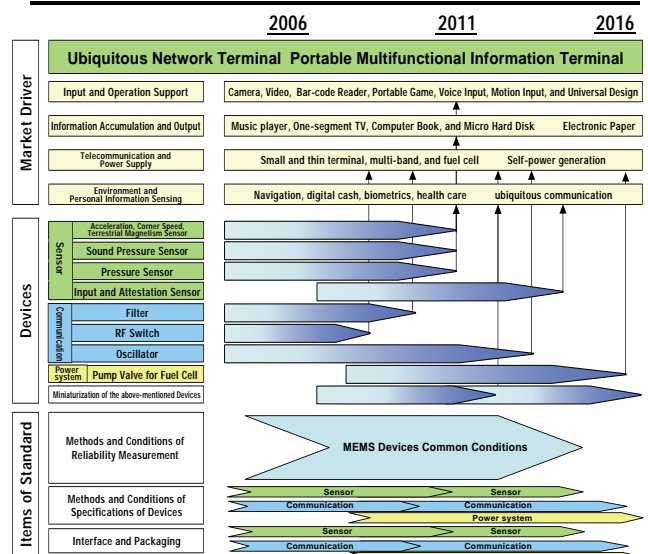 2006 2011 2016
Market Driver
Ubiquitous Network Terminal Portable Multifunctional Information Terminal
Input and Operation Support
Camera, Video, Bar-code Reader, Portable Game, Voice Input, Motion Input, and Universal Design
Information Accumulation and Output
Music player, One-segment TV, Computer Book, and Micro Hard Disk Electronic Paper
Telecommunication and
Power Supply
Small and thin terminal, multi-band, and fuel cell Self-power generation
Environment and
Personal Information Sensing
Navigation, digital cash, biometrics, health care ubiquitous communication
Devices
Sensor
Acceleration, Corner Speed,
Terrestrial Magnetism Sensor
Sound Pressure Sensor
Pressure Sensor
Input and Attestation Sensor
Communication
Filter
RF Switch
Oscillator
Power
system
Pump Valve for Fuel Cell
Miniaturization of the above-mentioned Devices
Items of Standard
Methods and Conditions of
Reliability Measurement
MEMS Devices Common Conditions
Methods and Conditions of
Specifications of Devices
Sensor Sensor
Communication Communication
Power system
Interface and Packaging
Sensor Sensor
Communication Communication